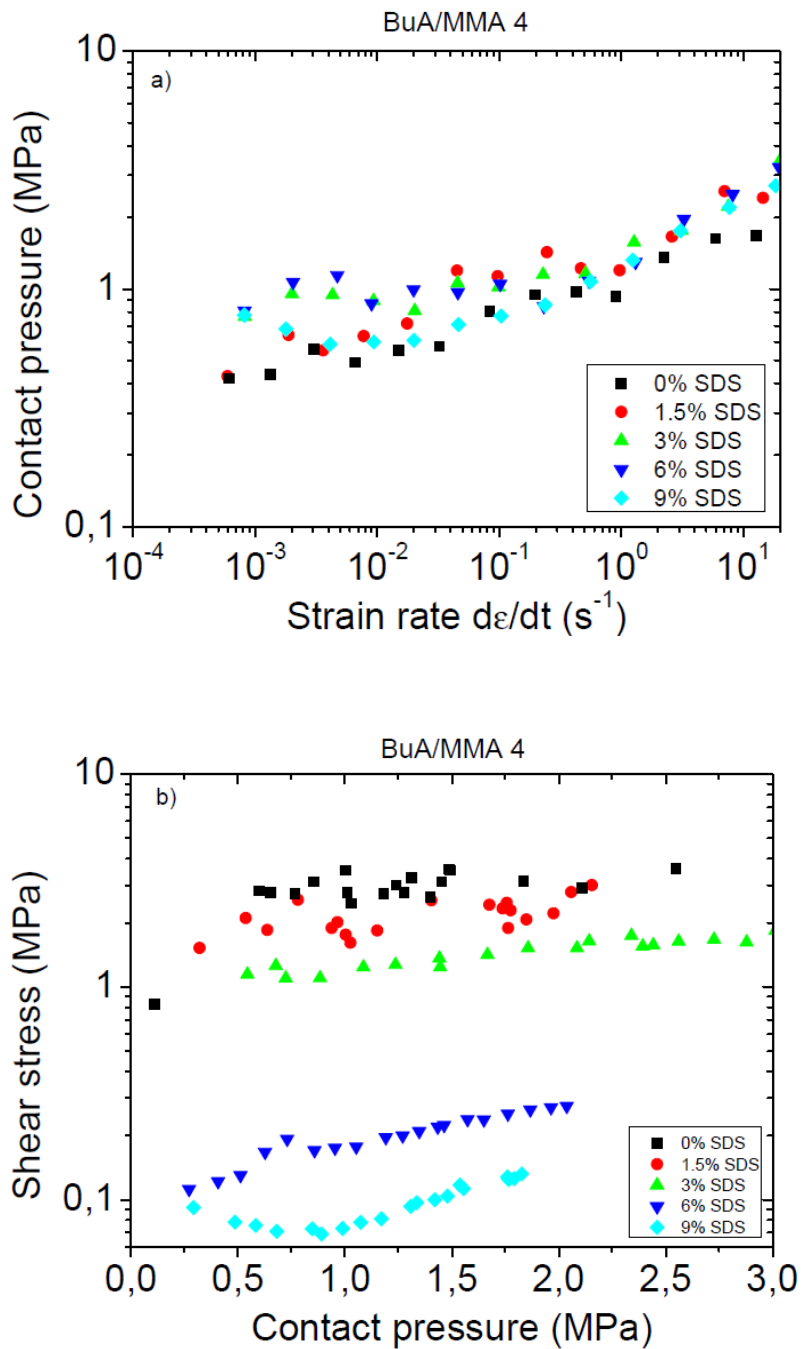 BuA/MMA 4
a)
10
1
0,1
Contact pressure (MPa)
0% SDS
1.5% SDS
3% SDS
6% SDS
9% SDS
10⁻⁴ 10⁻³ 10⁻² 10⁻¹ 10⁰ 10¹
Strain rate dε/dt (s⁻¹)
BuA/MMA 4
b)
10
1
0,1
Shear stress (MPa)
0% SDS
1.5% SDS
3% SDS
6% SDS
9% SDS
0,0 0,5 1,0 1,5 2,0 2,5 3,0
Contact pressure (MPa)